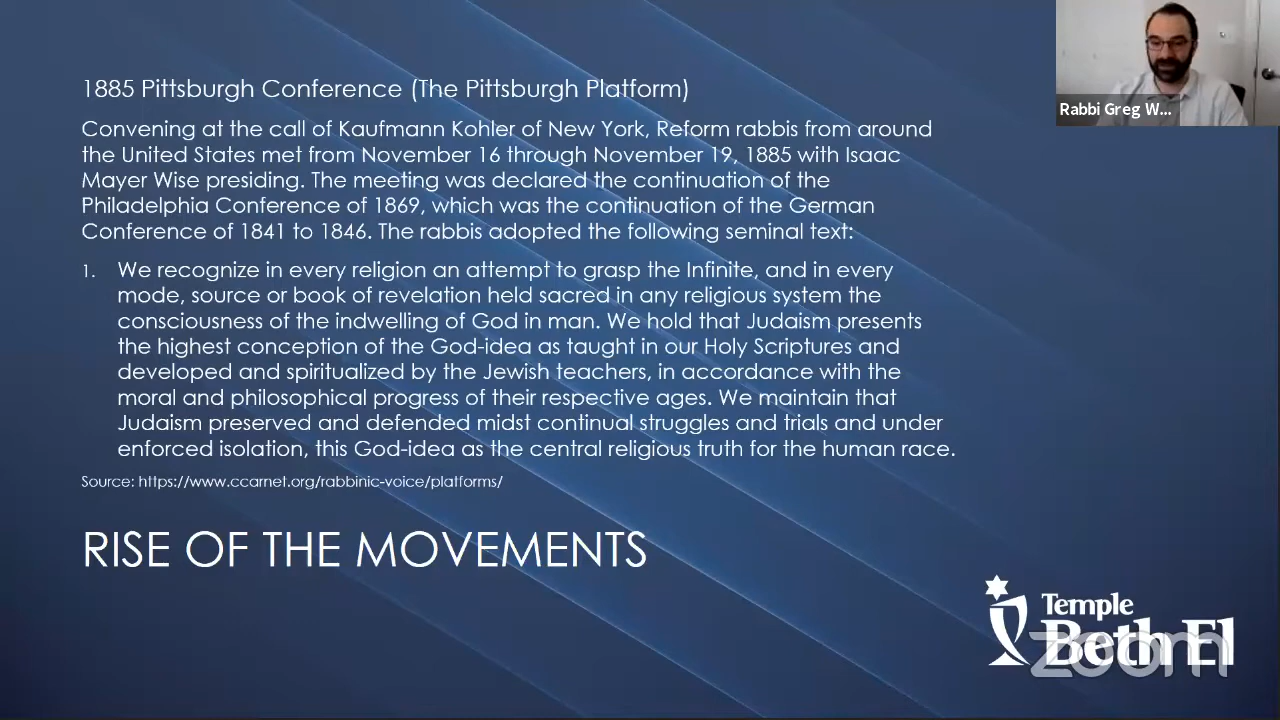 1885 Pittsburgh Conference (The Pittsburgh Platform)
Convening at the call of Kaufmann Kohler of New York, Reform rabbis from around
the United States met from November 16 through November 19, 1885 with Isaac
Mayer Wise presiding. The meeting was declared the continuation of the
Philadelphia Conference of 1869, which was the continuation of the German
Conference of 1841 to 1846. The rabbis adopted the following seminal text:
1. We recognize in every religion an attempt to grasp the Infinite, and in every
mode, source or book of revelation held sacred in any religious system the
consciousness of the indwelling of God in man. We hold that Judaism presents
the highest conception of the God-idea as taught in our Holy Scriptures and
developed and spiritualized by the Jewish teachers, in accordance with the
moral and philosophical progress of their respective ages. We maintain that
Judaism preserved and defended midst continual struggles and trials and under
enforced isolation, this God-idea as the central religious truth for the human race.
Source: https://www.ccarnet.org/rabbinic-voice/platforms/
RISE OF THE MOVEMENTS
Rabbi Greg W...
Temple
Beth El
zoom